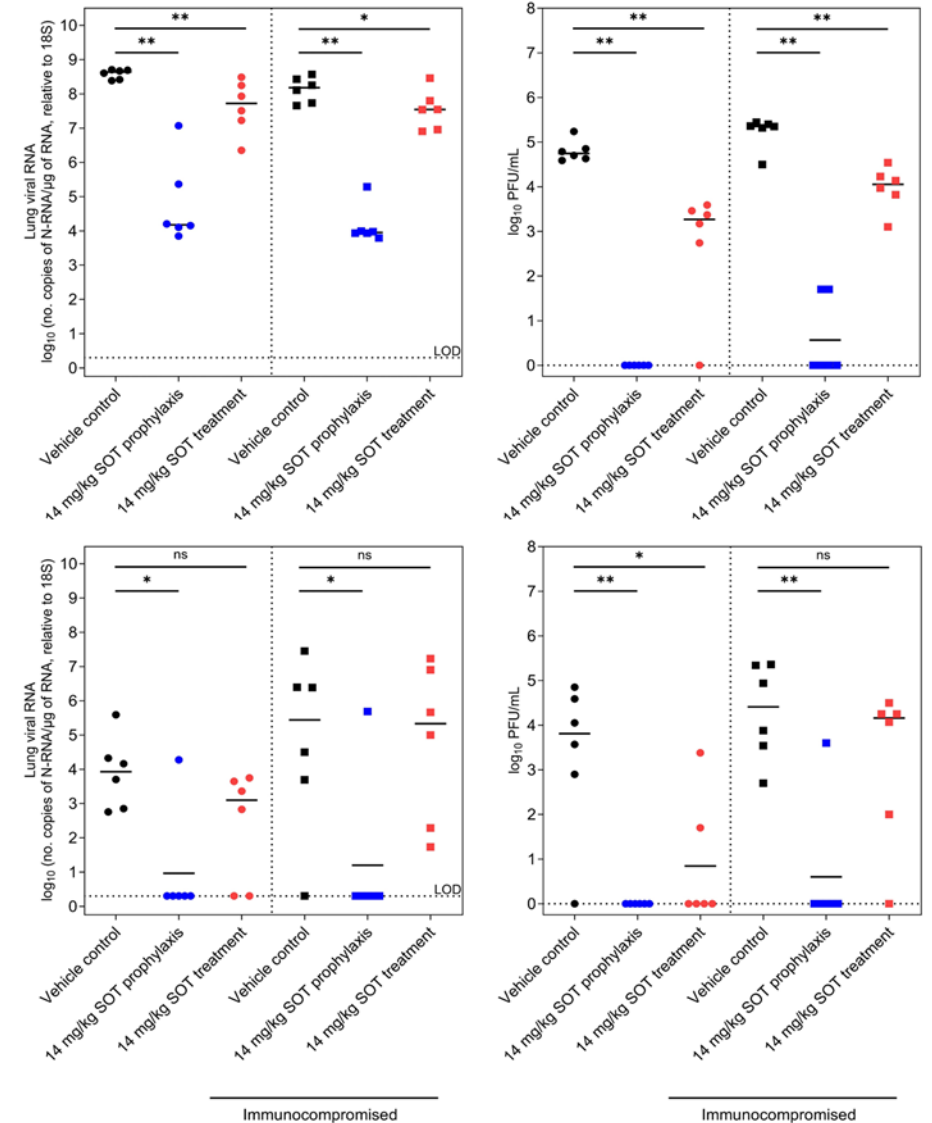 Lung viral RNA
log₁₀ (no. copies of N-RNA/µg of RNA, relative to 18S)
10
9
8
7
6
5
4
3
2
1
0
**
**
*
**
LOD
Vehicle control
14 mg/kg SOT prophylaxis
14 mg/kg SOT treatment
Vehicle control
14 mg/kg SOT prophylaxis
14 mg/kg SOT treatment
log₁₀ PFU/mL
8
7
6
5
4
3
2
1
0
**
**
**
**
Vehicle control
14 mg/kg SOT prophylaxis
14 mg/kg SOT treatment
Vehicle control
14 mg/kg SOT prophylaxis
14 mg/kg SOT treatment
Lung viral RNA
log₁₀ (no. copies of N-RNA/µg of RNA, relative to 18S)
10
9
8
7
6
5
4
3
2
1
0
ns
*
ns
*
LOD
Vehicle control
14 mg/kg SOT prophylaxis
14 mg/kg SOT treatment
Vehicle control
14 mg/kg SOT prophylaxis
14 mg/kg SOT treatment
Immunocompromised
log₁₀ PFU/mL
8
7
6
5
4
3
2
1
0
*
**
ns
**
Vehicle control
14 mg/kg SOT prophylaxis
14 mg/kg SOT treatment
Vehicle control
14 mg/kg SOT prophylaxis
14 mg/kg SOT treatment
Immunocompromised